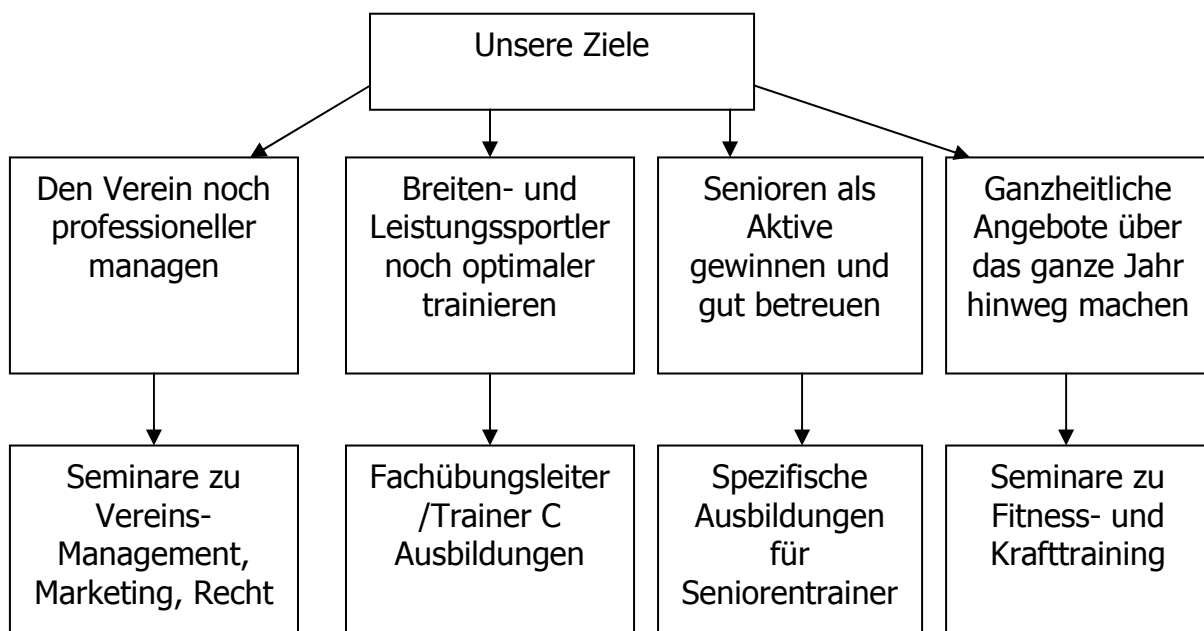 Unsere Ziele
Den Verein noch
professioneller
managen
Breiten- und
Leistungssportler
noch optimaler
trainieren
Senioren als
Aktive
gewinnen und
gut betreuen
Ganzheitliche
Angebote über
das ganze Jahr
hinweg machen
Seminare zu
Vereins-
Management,
Marketing, Recht
Fachübungsleiter
/Trainer C
Ausbildungen
Spezifische
Ausbildungen
für
Seniorentrainer
Seminare zu
Fitness- und
Krafttraining